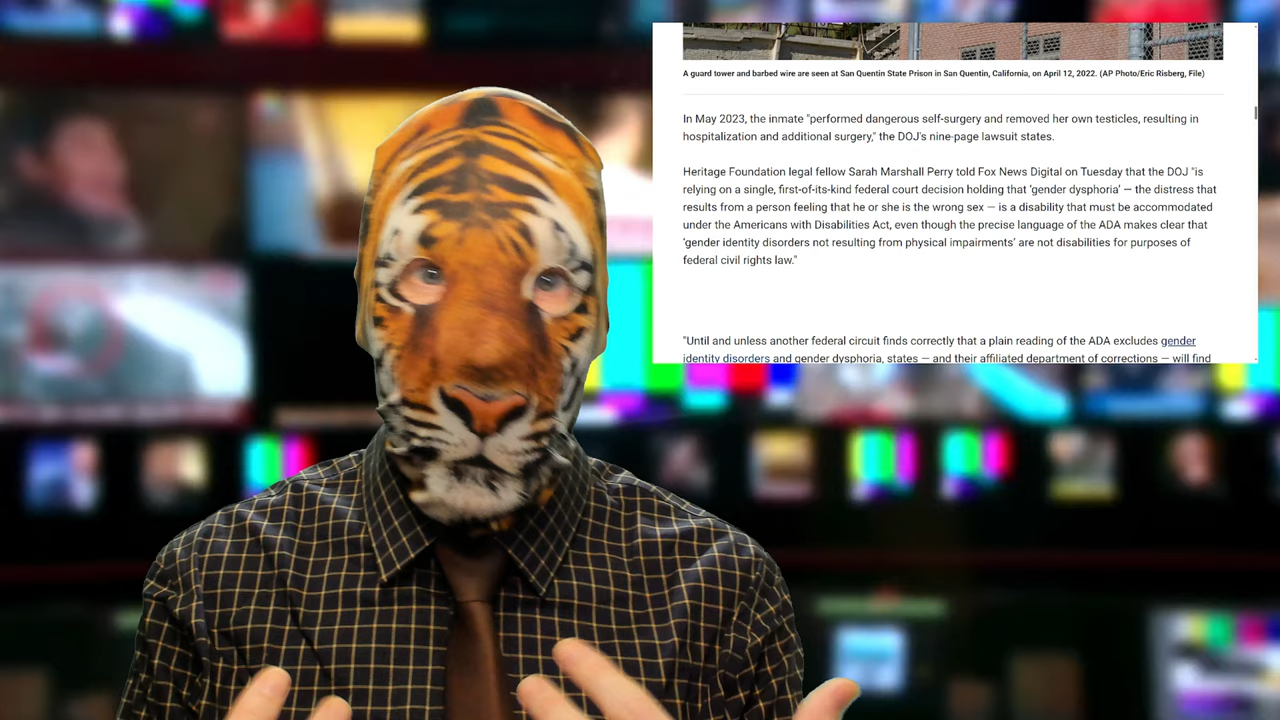 A guard tower and barbed wire are seen at San Quentin State Prison in San Quentin, California, on April 12, 2022. (AP Photo/Eric Risberg, File)
In May 2023, the inmate "performed dangerous self-surgery and removed her own testicles, resulting in
hospitalization and additional surgery," the DOJ's nine-page lawsuit states.
Heritage Foundation legal fellow Sarah Marshall Perry told Fox News Digital on Tuesday that the DOJ "is
relying on a single, first-of-its-kind federal court decision holding that 'gender dysphoria' — the distress that
results from a person feeling that he or she is the wrong sex — is a disability that must be accommodated
under the Americans with Disabilities Act, even though the precise language of the ADA makes clear that
'gender identity disorders not resulting from physical impairments' are not disabilities for purposes of
federal civil rights law."
"Until and unless another federal circuit finds correctly that a plain reading of the ADA excludes gender
identity disorders and gender dysphoria, states — and their affiliated department of corrections — will find